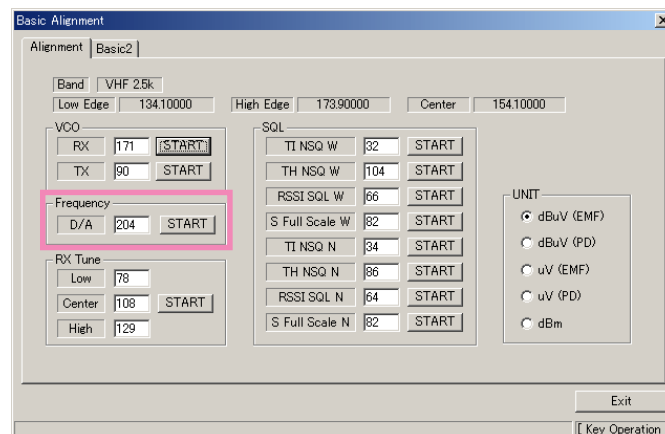 Basic Alignment
Alignment Basic2
Band VHF 2.5k
Low Edge 134.10000 High Edge 173.90000 Center 154.10000
VCO
RX 171 START
TX 90 START
Frequency
D/A 204 START
RX Tune
Low 78
Center 108 START
High 129
SQL
TI NSQ W 32 START
TH NSQ W 104 START
RSSI SQL W 66 START
S Full Scale W 82 START
TI NSQ N 34 START
TH NSQ N 86 START
RSSI SQL N 64 START
S Full Scale N 82 START
UNIT
dBuV (EMF)
dBuV (PD)
uV (EMF)
uV (PD)
dBm
Exit
[ Key Operation